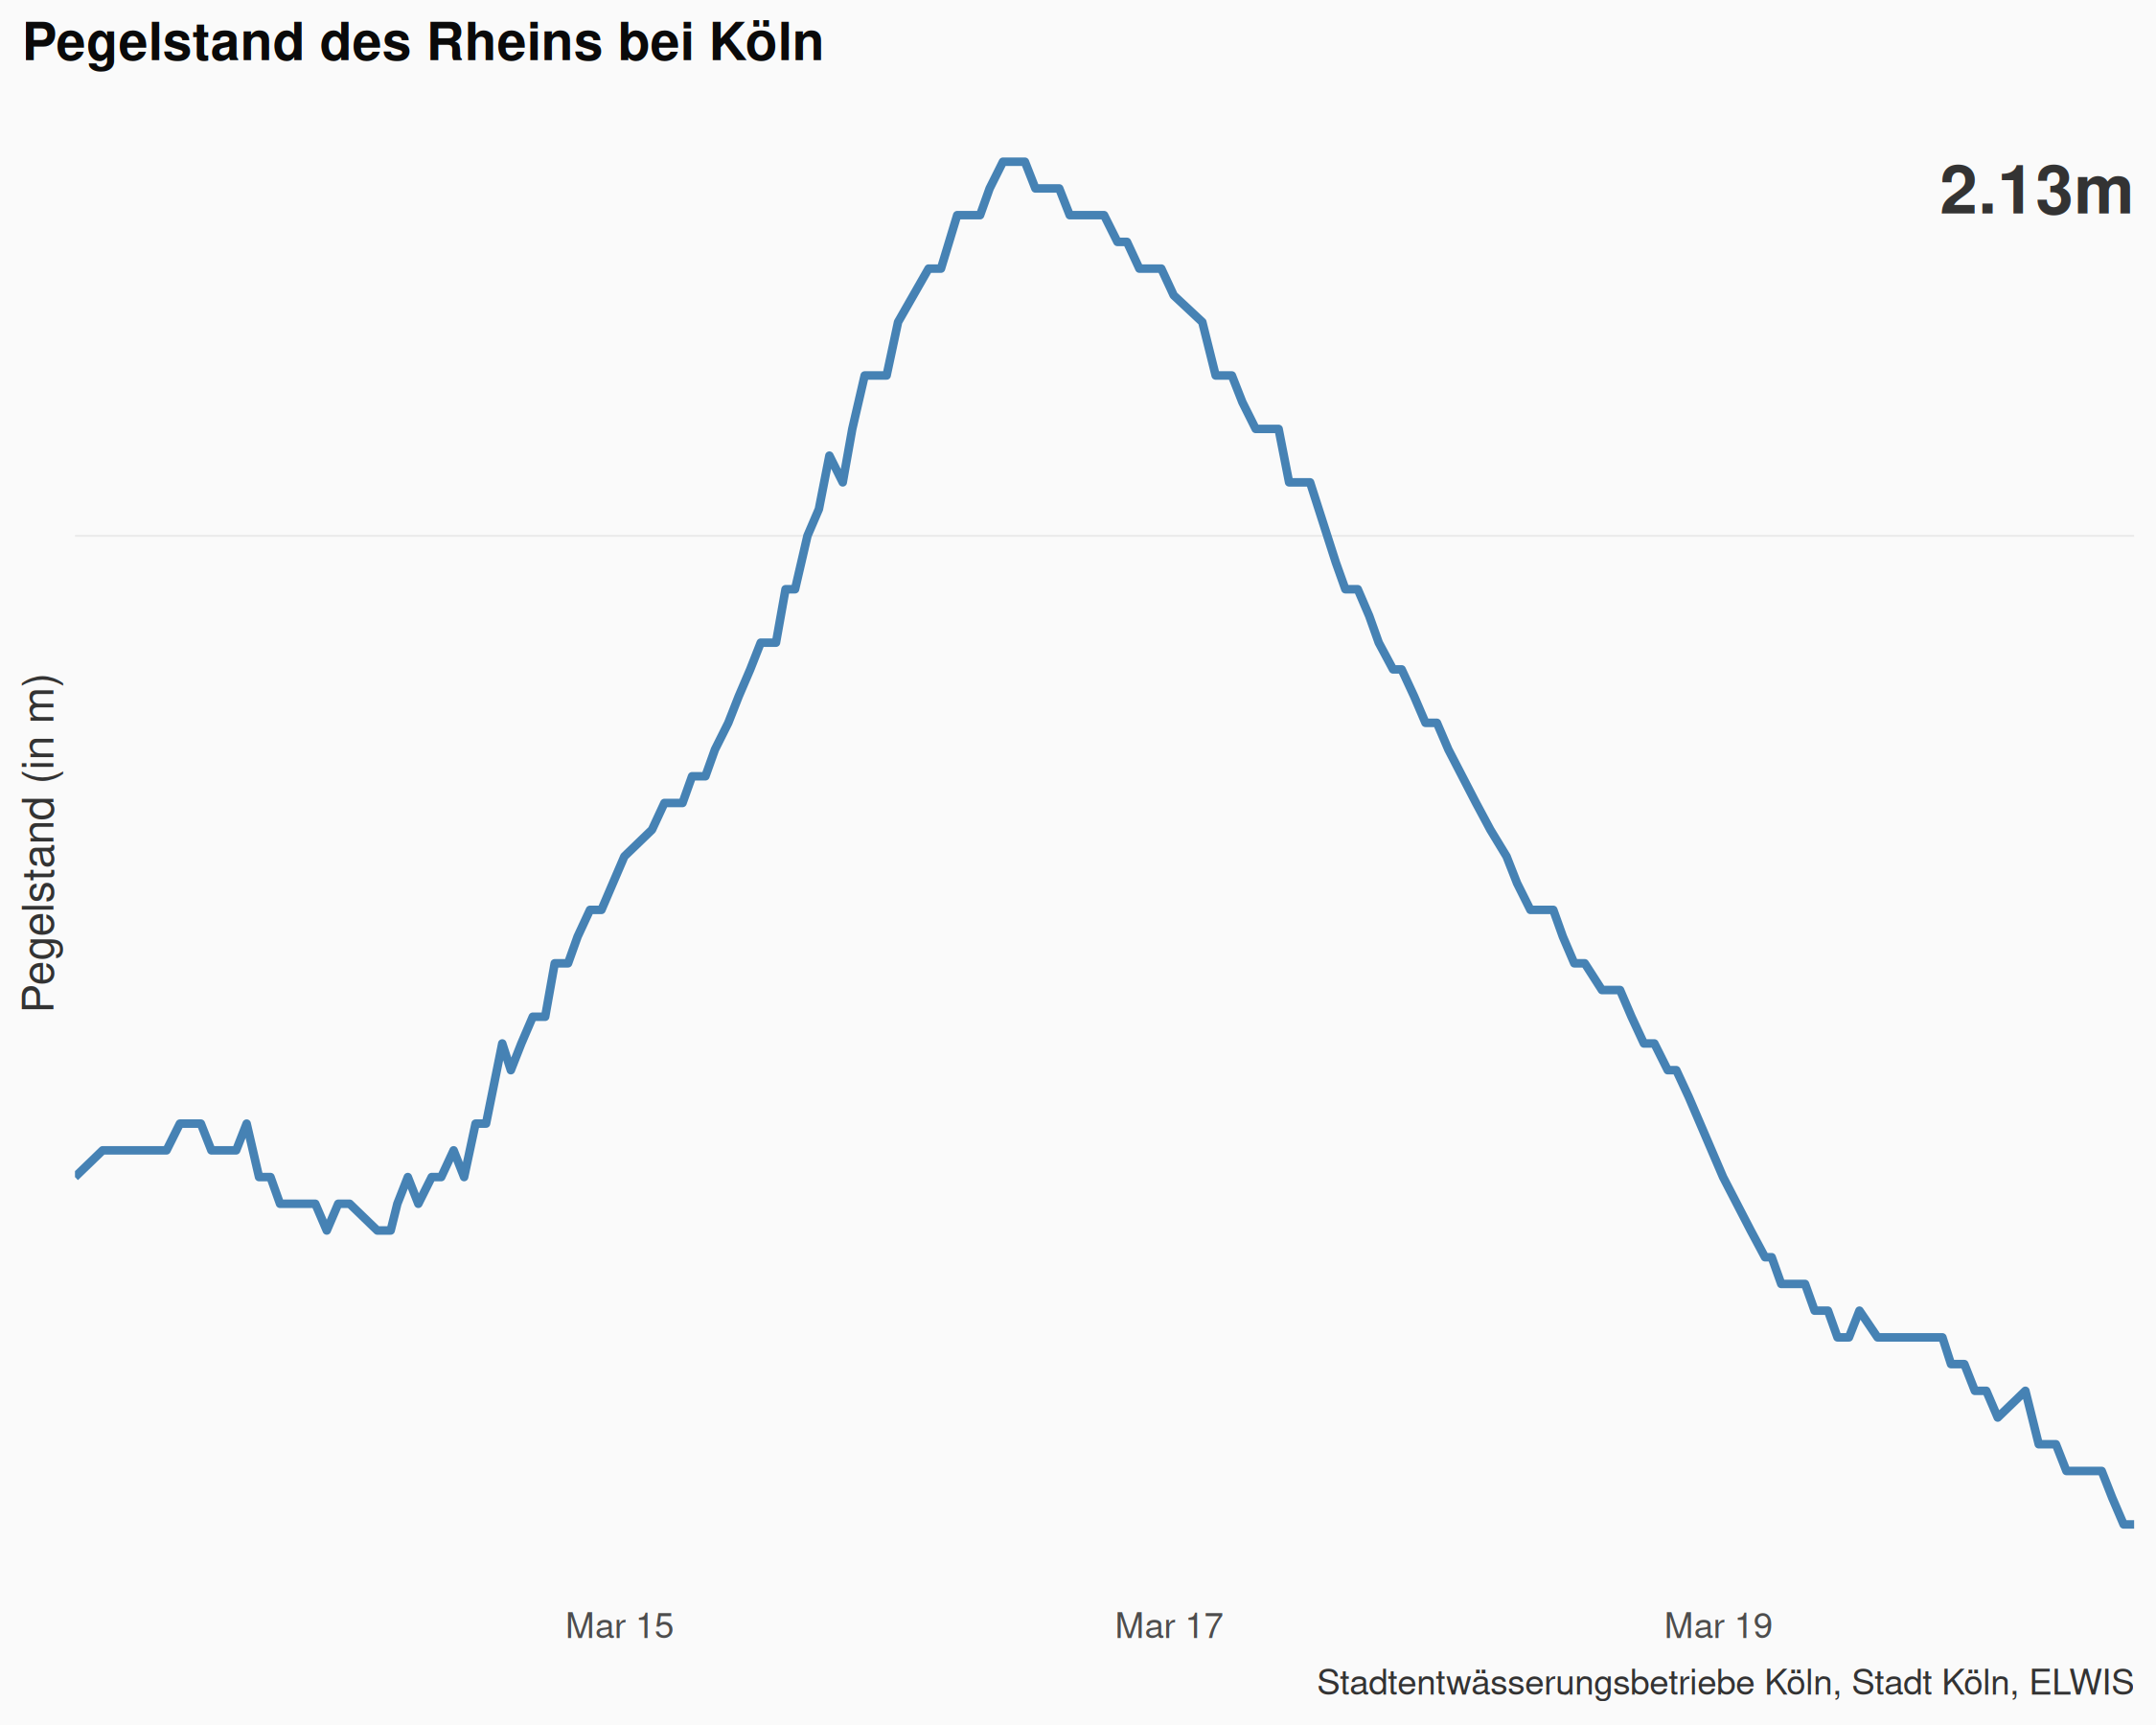 Pegelstand des Rheins bei Köln
2.13m
Pegelstand (in m)
Mar 15
Mar 17
Mar 19
Stadtentwässerungsbetriebe Köln, Stadt Köln, ELWIS